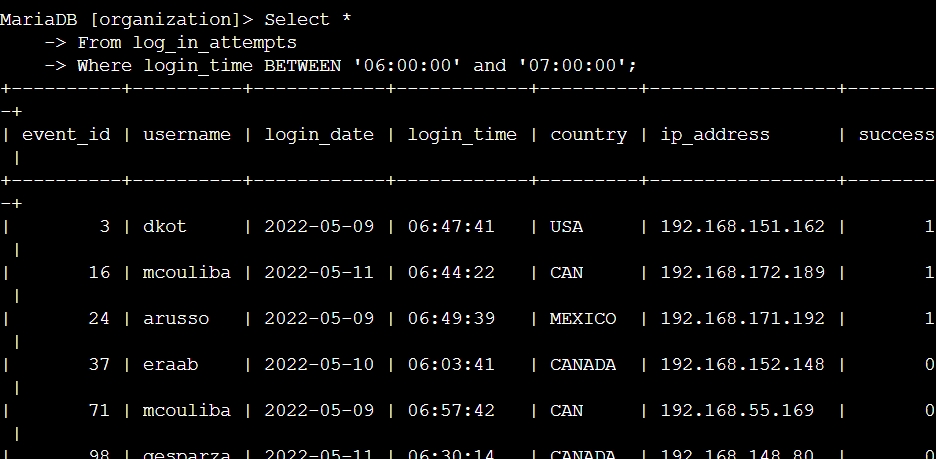 MariaDB [organization]> Select *
    -> From log_in_attempts
    -> Where login_time BETWEEN '06:00:00' and '07:00:00';
+----------+----------+------------+------------+---------+-----------------+--------
-+
| event_id | username | login_date | login_time | country | ip_address      | success
 |
+----------+----------+------------+------------+---------+-----------------+--------
-+
|        3 | dkot     | 2022-05-09 | 06:47:41   | USA     | 192.168.151.162 |       1
 |
|       16 | mcouliba | 2022-05-11 | 06:44:22   | CAN     | 192.168.172.189 |       1
 |
|       24 | arusso   | 2022-05-09 | 06:49:39   | MEXICO  | 192.168.171.192 |       1
 |
|       37 | eraab    | 2022-05-10 | 06:03:41   | CANADA  | 192.168.152.148 |       0
 |
|       71 | mcouliba | 2022-05-09 | 06:57:42   | CAN     | 192.168.55.169  |       0
 |
|       98 | gesparza | 2022-05-11 | 06:30:14   | CANADA  | 192.168.148.80  |       0